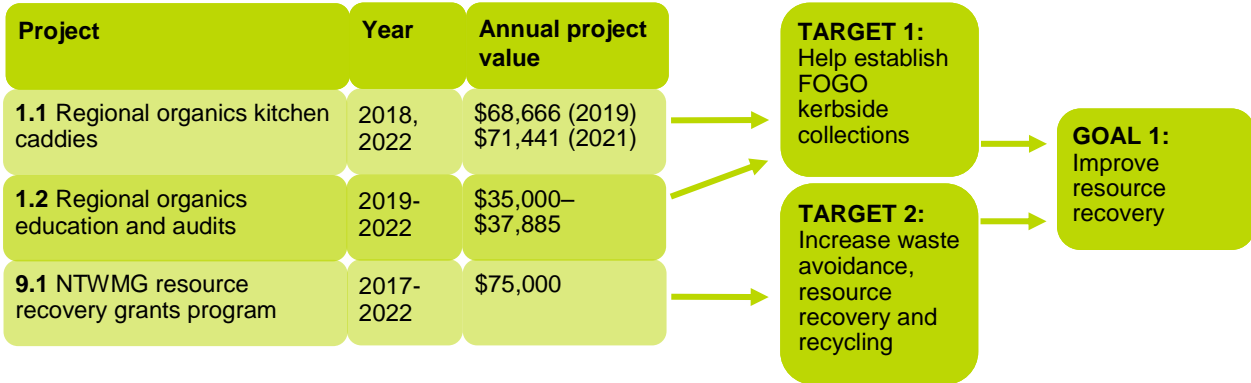 Project
Year
Annual project
value
1.1 Regional organics kitchen
caddies
2018,
2022
$68,666 (2019)
$71,441 (2021)
1.2 Regional organics
education and audits
2019-
2022
$35,000–
$37,885
9.1 NTWMG resource
recovery grants program
2017-
2022
$75,000
TARGET 1:
Help establish
FOGO
kerbside
collections
TARGET 2:
Increase waste
avoidance,
resource
recovery and
recycling
GOAL 1:
Improve
resource
recovery